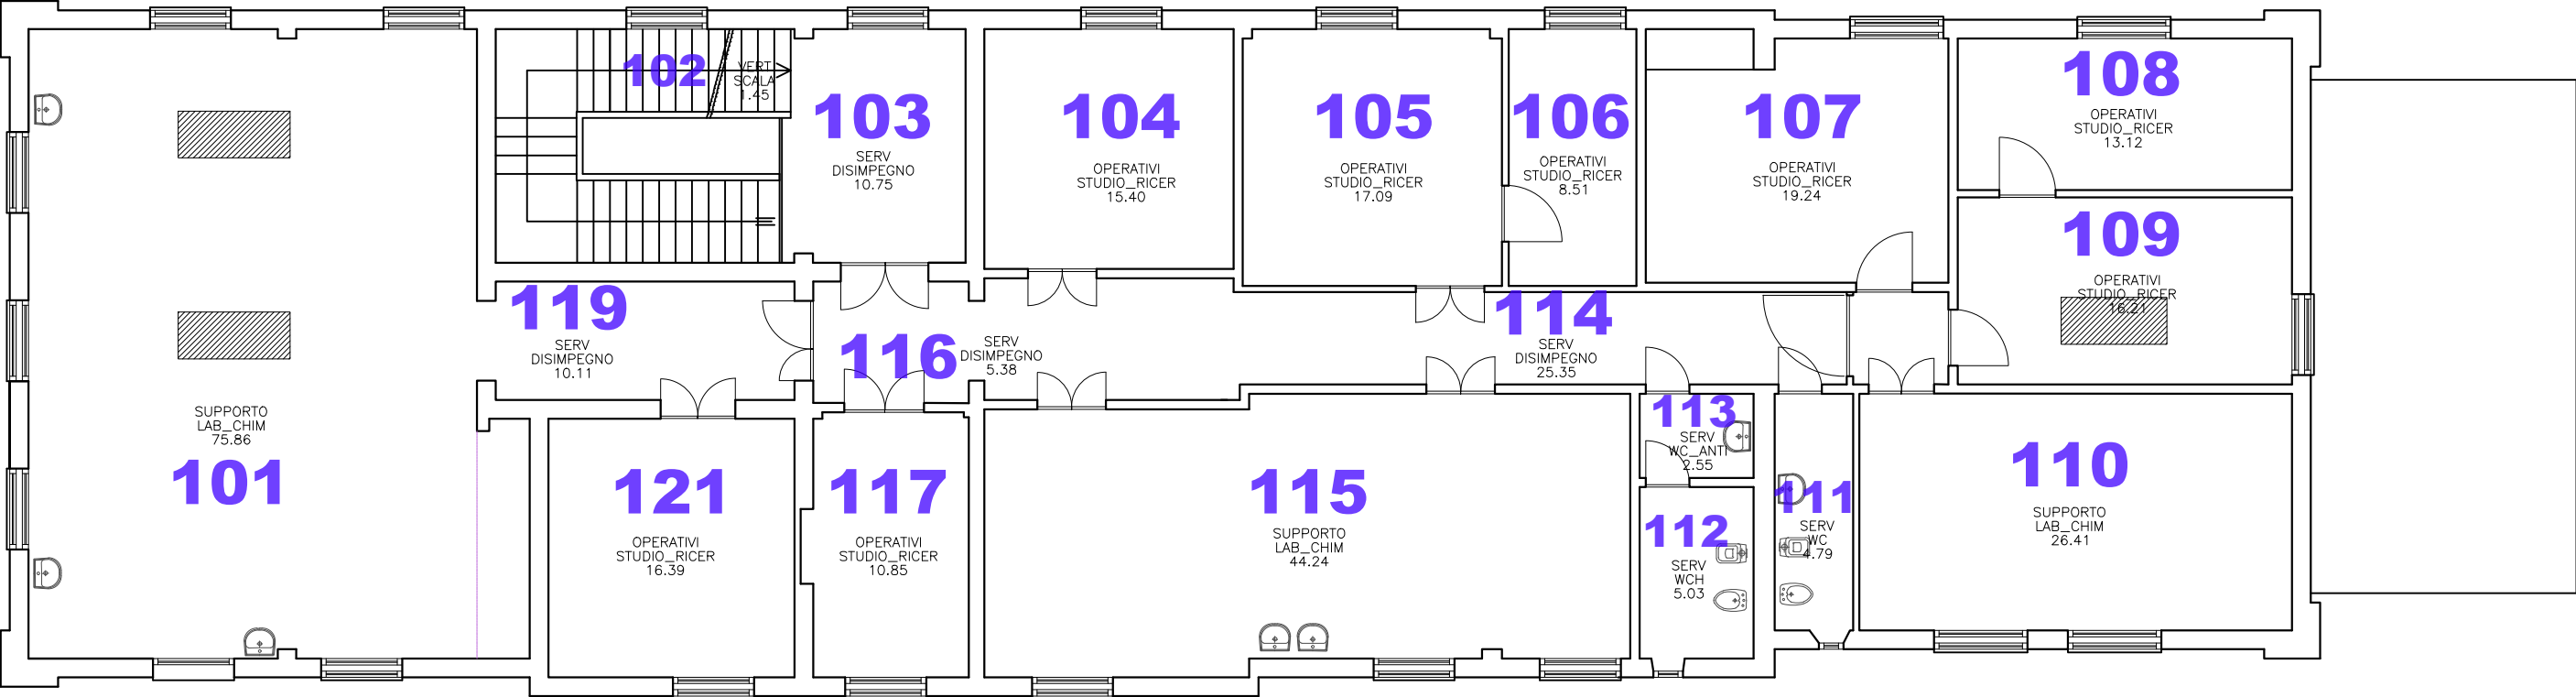 102
VERT
SCALA
1.45
103
SERV
DISIMPEGNO
10.75
104
OPERATIVI
STUDIO_RICER
15.40
105
OPERATIVI
STUDIO_RICER
17.09
106
OPERATIVI
STUDIO_RICER
8.51
107
OPERATIVI
STUDIO_RICER
19.24
108
OPERATIVI
STUDIO_RICER
13.12
109
OPERATIVI
STUDIO_RICER
16.21
119
SERV
DISIMPEGNO
10.11
116
SERV
DISIMPEGNO
5.38
114
SERV
DISIMPEGNO
25.35
SUPPORTO
LAB_CHIM
75.86
101
121
OPERATIVI
STUDIO_RICER
16.39
117
OPERATIVI
STUDIO_RICER
10.85
115
SUPPORTO
LAB_CHIM
44.24
113
SERV
WC_ANTI
2.55
112
SERV
WCH
5.03
111
SERV
WC
4.79
110
SUPPORTO
LAB_CHIM
26.41